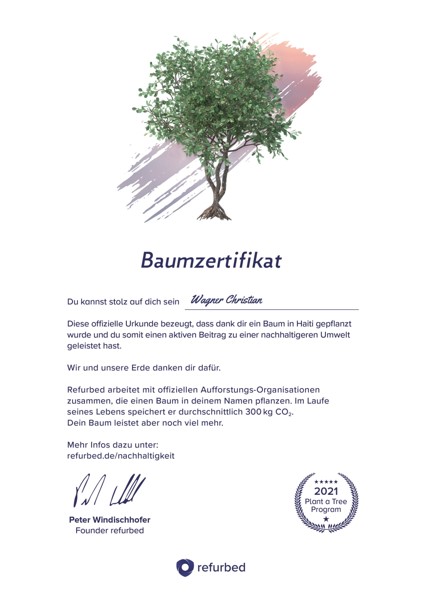 Baumzertifikat
Du kannst stolz auf dich sein Wagner Christian
Diese offizielle Urkunde bezeugt, dass dank dir ein Baum in Haiti gepflanzt
wurde und du somit einen aktiven Beitrag zu einer nachhaltigeren Umwelt
geleistet hast.
Wir und unsere Erde danken dir dafür.
Refurbed arbeitet mit offiziellen Aufforstungs-Organisationen
zusammen, die einen Baum in deinem Namen pflanzen. Im Laufe
seines Lebens speichert er durchschnittlich 300 kg CO₂.
Dein Baum leistet aber noch viel mehr.
Mehr Infos dazu unter:
refurbed.de/nachhaltigkeit
Peter Windischhofer
Founder refurbed
2021
Plant a Tree
Program
refurbed